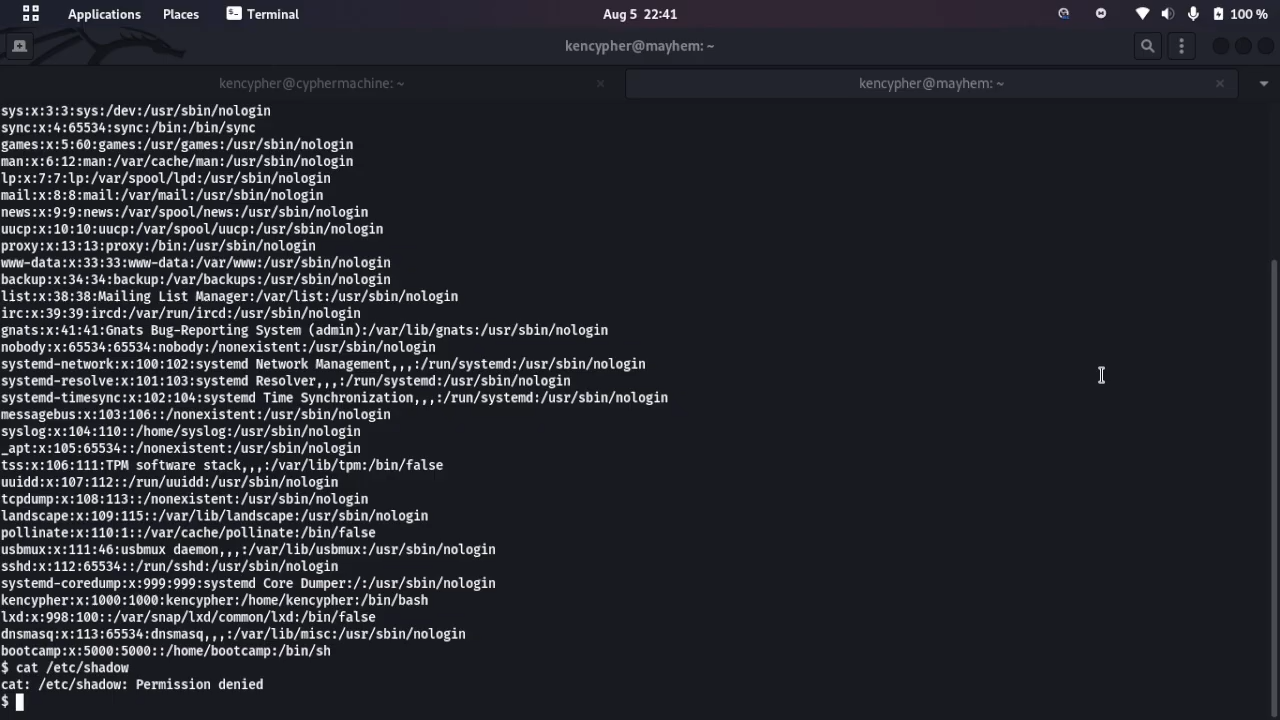 Applications Places Terminal Aug 5 22:41 100 %
kencypher@mayhem: ~
kencypher@cyphermachine: ~ kencypher@mayhem: ~
sys:x:3:3:sys:/dev:/usr/sbin/nologin
sync:x:4:65534:sync:/bin:/bin/sync
games:x:5:60:games:/usr/games:/usr/sbin/nologin
man:x:6:12:man:/var/cache/man:/usr/sbin/nologin
lp:x:7:7:lp:/var/spool/lpd:/usr/sbin/nologin
mail:x:8:8:mail:/var/mail:/usr/sbin/nologin
news:x:9:9:news:/var/spool/news:/usr/sbin/nologin
uucp:x:10:10:uucp:/var/spool/uucp:/usr/sbin/nologin
proxy:x:13:13:proxy:/bin:/usr/sbin/nologin
www-data:x:33:33:www-data:/var/www:/usr/sbin/nologin
backup:x:34:34:backup:/var/backups:/usr/sbin/nologin
list:x:38:38:Mailing List Manager:/var/list:/usr/sbin/nologin
irc:x:39:39:ircd:/var/run/ircd:/usr/sbin/nologin
gnats:x:41:41:Gnats Bug-Reporting System (admin):/var/lib/gnats:/usr/sbin/nologin
nobody:x:65534:65534:nobody:/nonexistent:/usr/sbin/nologin
systemd-network:x:100:102:systemd Network Management,,,:/run/systemd:/usr/sbin/nologin
systemd-resolve:x:101:103:systemd Resolver,,,:/run/systemd:/usr/sbin/nologin
systemd-timesync:x:102:104:systemd Time Synchronization,,,:/run/systemd:/usr/sbin/nologin
messagebus:x:103:106::/nonexistent:/usr/sbin/nologin
syslog:x:104:110::/home/syslog:/usr/sbin/nologin
_apt:x:105:65534::/nonexistent:/usr/sbin/nologin
tss:x:106:111:TPM software stack,,,:/var/lib/tpm:/bin/false
uuidd:x:107:112::/run/uuidd:/usr/sbin/nologin
tcpdump:x:108:113::/nonexistent:/usr/sbin/nologin
landscape:x:109:115::/var/lib/landscape:/usr/sbin/nologin
pollinate:x:110:1::/var/cache/pollinate:/bin/false
usbmux:x:111:46:usbmux daemon,,,:/var/lib/usbmux:/usr/sbin/nologin
sshd:x:112:65534::/run/sshd:/usr/sbin/nologin
systemd-coredump:x:999:999:systemd Core Dumper:/:/usr/sbin/nologin
kencypher:x:1000:1000:kencypher:/home/kencypher:/bin/bash
lxd:x:998:100::/var/snap/lxd/common/lxd:/bin/false
dnsmasq:x:113:65534:dnsmasq,,,:/var/lib/misc:/usr/sbin/nologin
bootcamp:x:5000:5000::/home/bootcamp:/bin/sh
$ cat /etc/shadow
cat: /etc/shadow: Permission denied
$